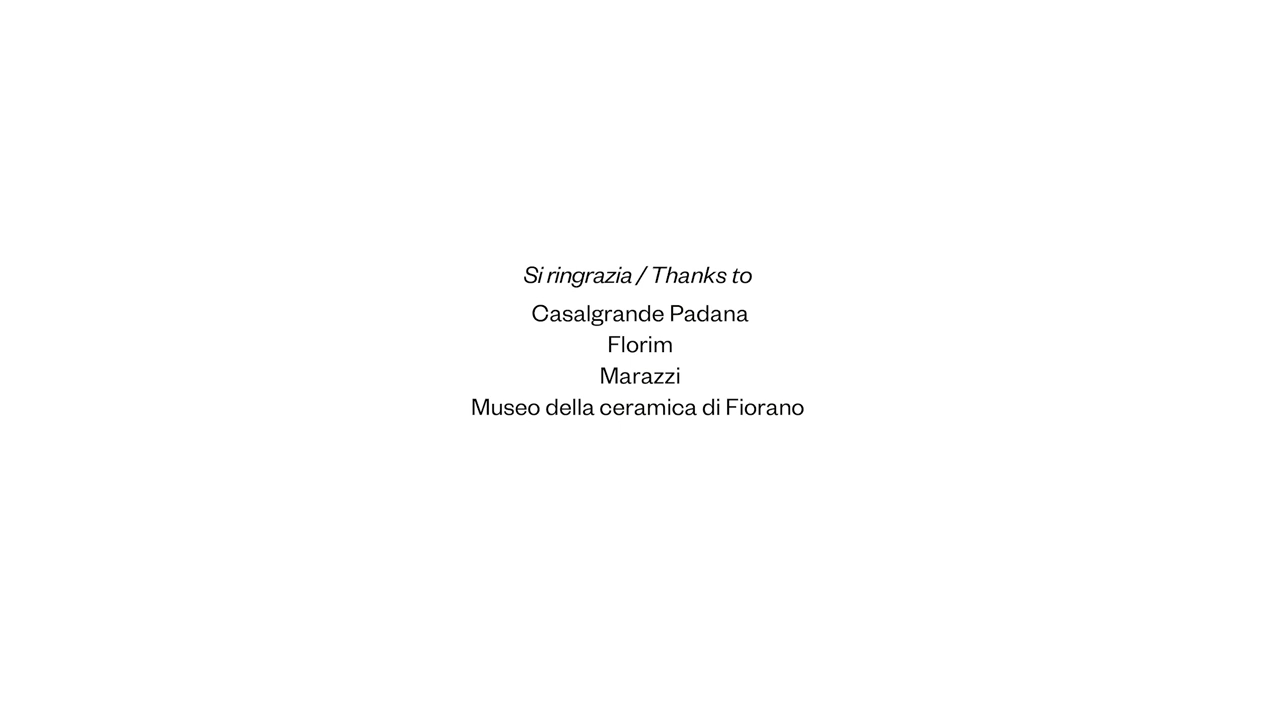 Si ringrazia / Thanks to
Casalgrande Padana
Florim
Marazzi
Museo della ceramica di Fiorano